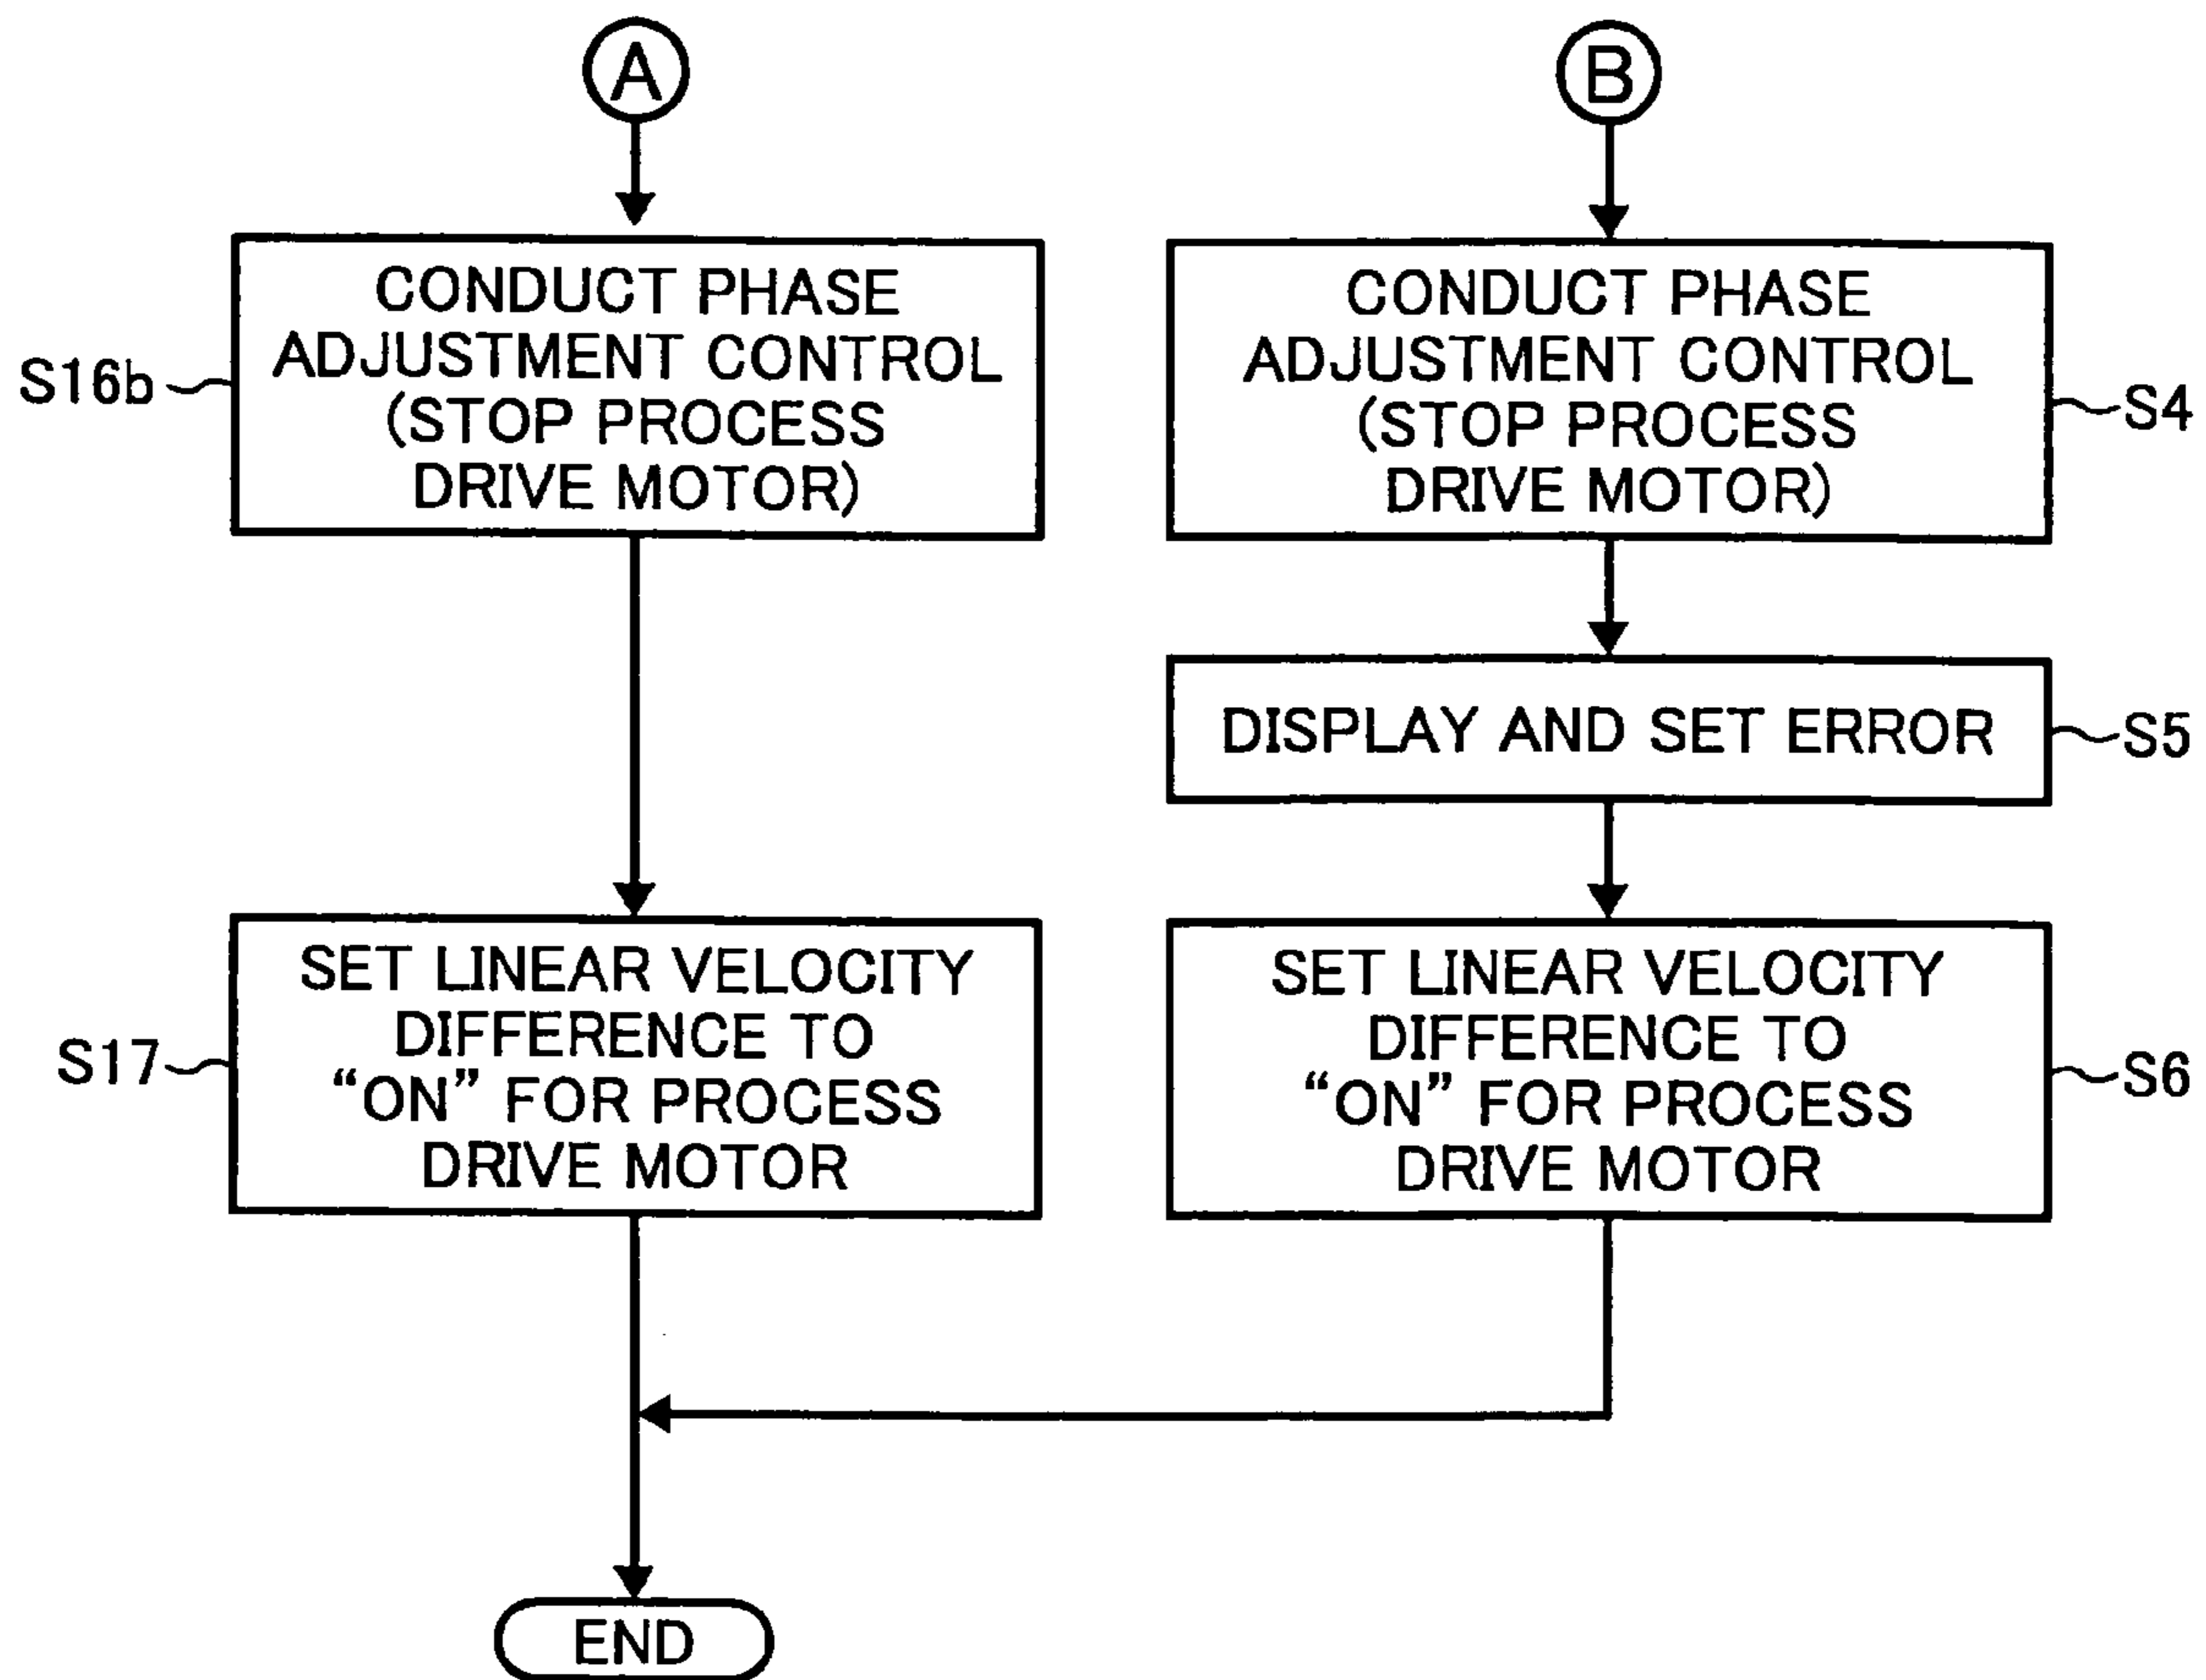 A
B
S16b
CONDUCT PHASE
ADJUSTMENT CONTROL
(STOP PROCESS
DRIVE MOTOR)
CONDUCT PHASE
ADJUSTMENT CONTROL
(STOP PROCESS
DRIVE MOTOR)
S4
DISPLAY AND SET ERROR
S5
S17
SET LINEAR VELOCITY
DIFFERENCE TO
“ON” FOR PROCESS
DRIVE MOTOR
SET LINEAR VELOCITY
DIFFERENCE TO
“ON” FOR PROCESS
DRIVE MOTOR
S6
END